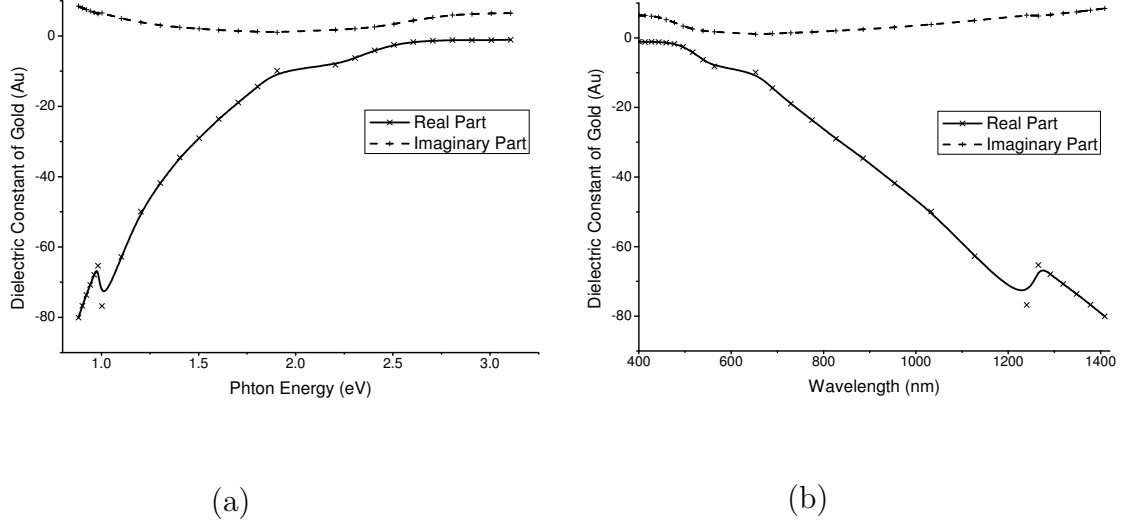 0
-20
-40
-60
-80
1.0
1.5
2.0
2.5
3.0
Dielectric Constant of Gold (Au)
Phton Energy (eV)
Real Part
Imaginary Part
(a)
0
-20
-40
-60
-80
400
600
800
1000
1200
1400
Dielectric Constant of Gold (Au)
Wavelength (nm)
Real Part
Imaginary Part
(b)